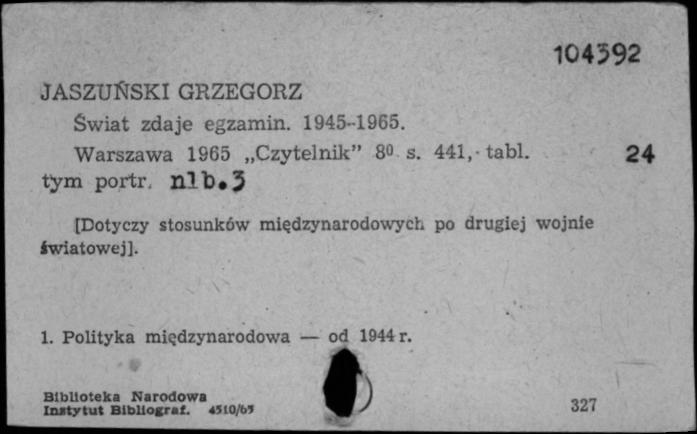 104392
JASZUŃSKI GRZEGORZ
Świat zdaje egzamin. 1945-1965.
Warszawa 1965 „Czytelnik” 8⁰ s. 441, tabl. 24
tym portr. nlb.3
[Dotyczy stosunków międzynarodowych po drugiej wojnie
światowej].
1. Polityka międzynarodowa — od 1944 r.
Biblioteka Narodowa
Instytut Bibliograf. 4510/65
327